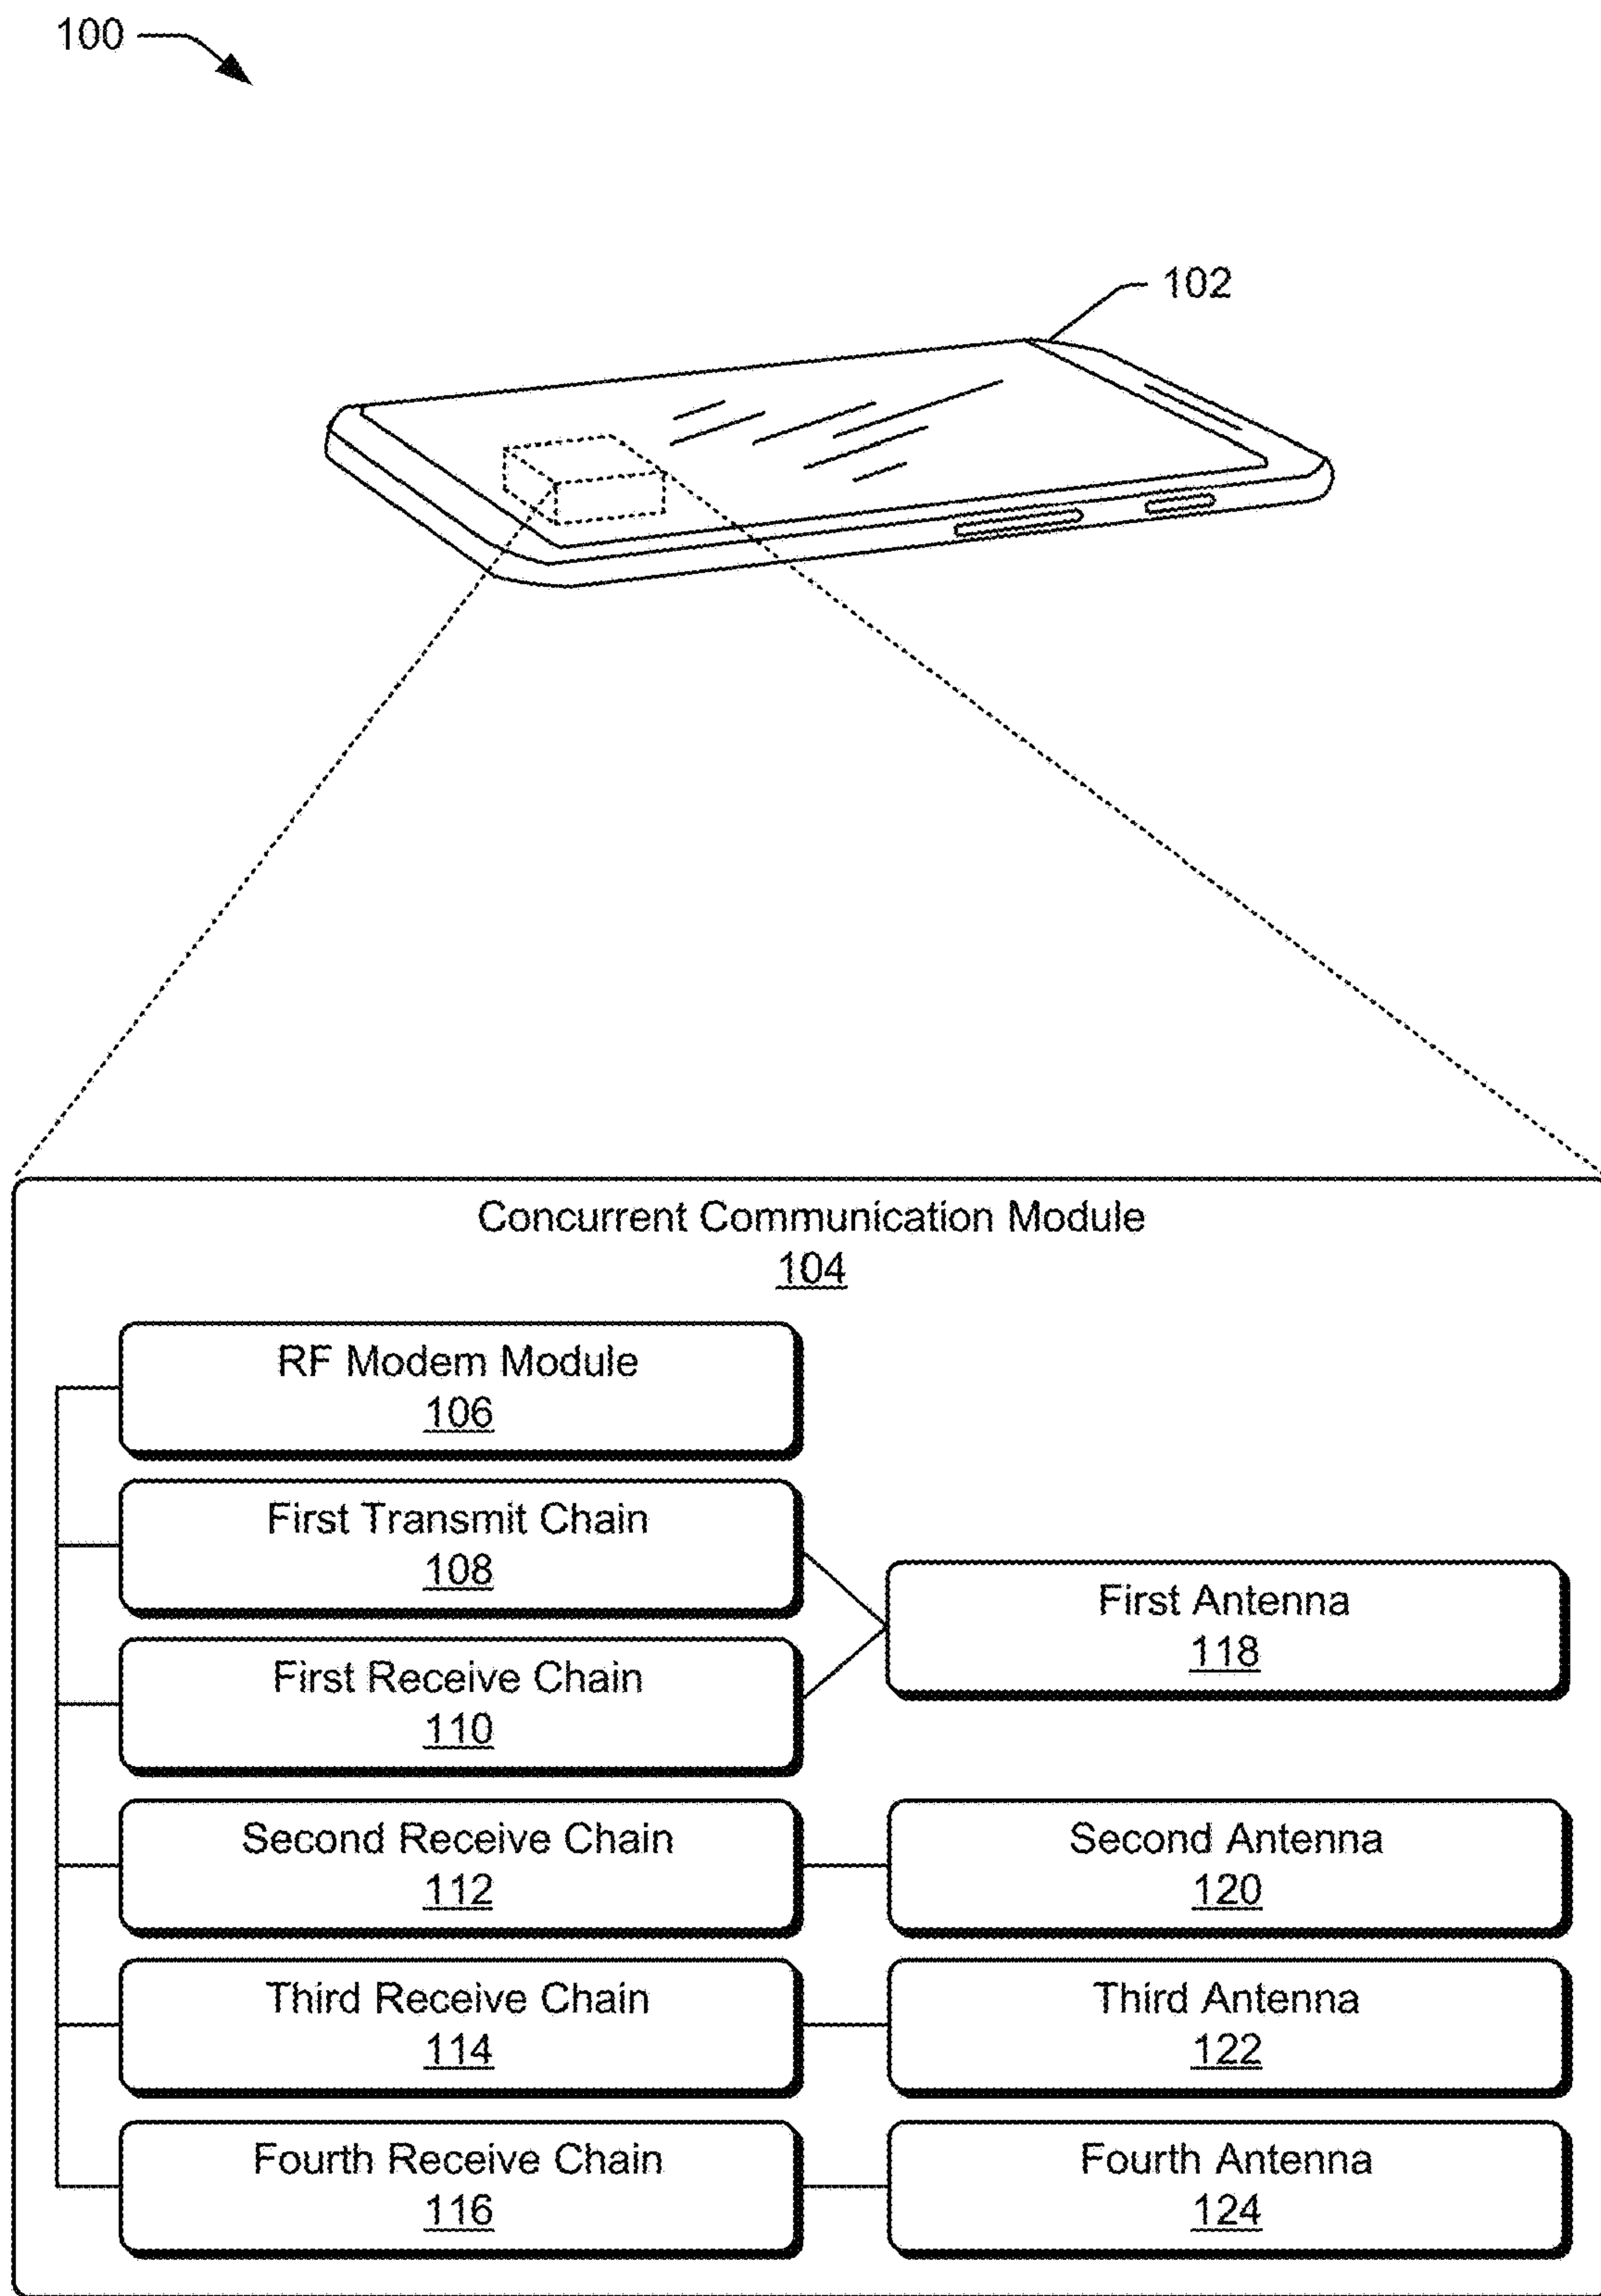 100
102
Concurrent Communication Module
104
RF Modem Module
106
First Transmit Chain
108
First Antenna
118
First Receive Chain
110
Second Receive Chain
112
Second Antenna
120
Third Receive Chain
114
Third Antenna
122
Fourth Receive Chain
116
Fourth Antenna
124